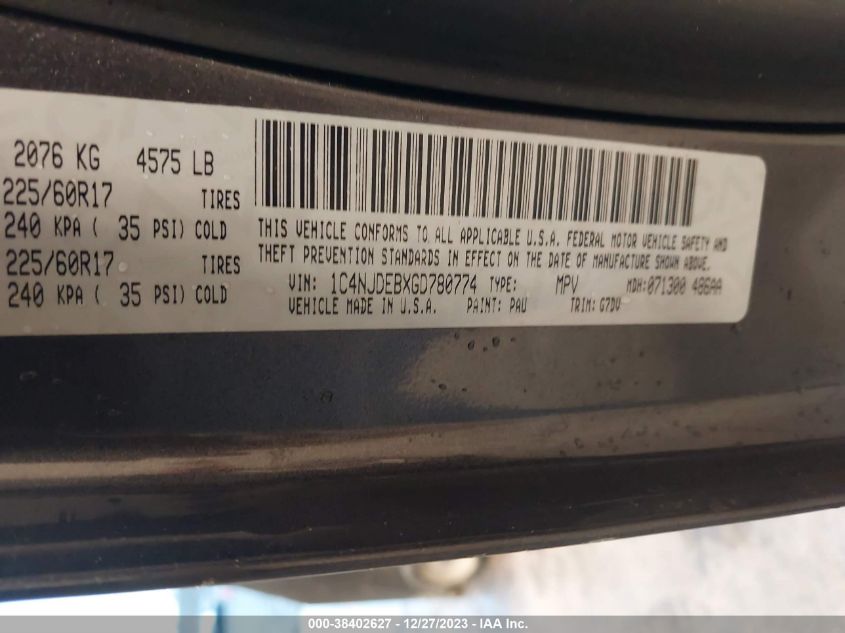 2076 KG 4575 LB
225/60R17 TIRES
240 KPA ( 35 PSI) COLD
225/60R17 TIRES
240 KPA ( 35 PSI) COLD
THIS VEHICLE CONFORMS TO ALL APPLICABLE U.S.A. FEDERAL MOTOR VEHICLE SAFETY AND
THEFT PREVENTION STANDARDS IN EFFECT ON THE DATE OF MANUFACTURE SHOWN ABOVE.
VIN: 1C4NJDEBXGD780774 TYPE: MPV MDH:071300 486AA
VEHICLE MADE IN U.S.A. PAINT: PAU TRIM: G7DV
000-38402627 - 12/27/2023 - IAA Inc.